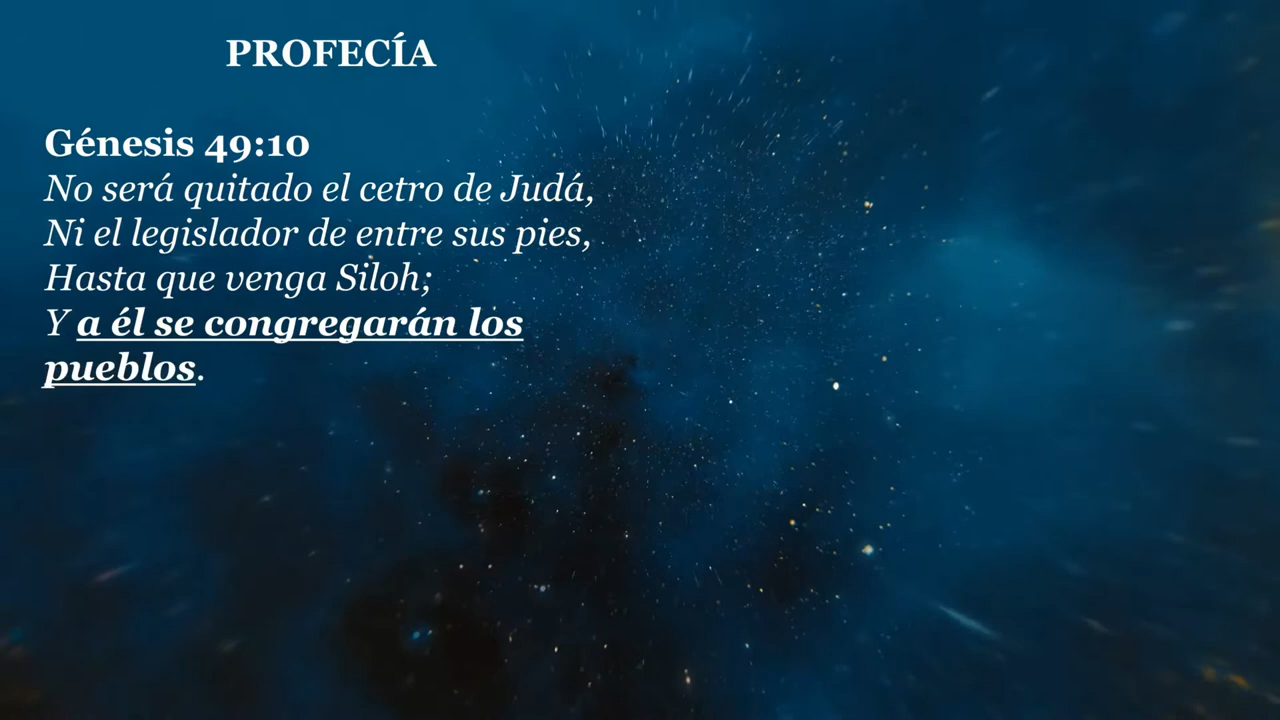 PROFECÍA
Génesis 49:10
No será quitado el cetro de Judá,
Ni el legislador de entre sus pies,
Hasta que venga Siloh;
Y a él se congregarán los
pueblos.